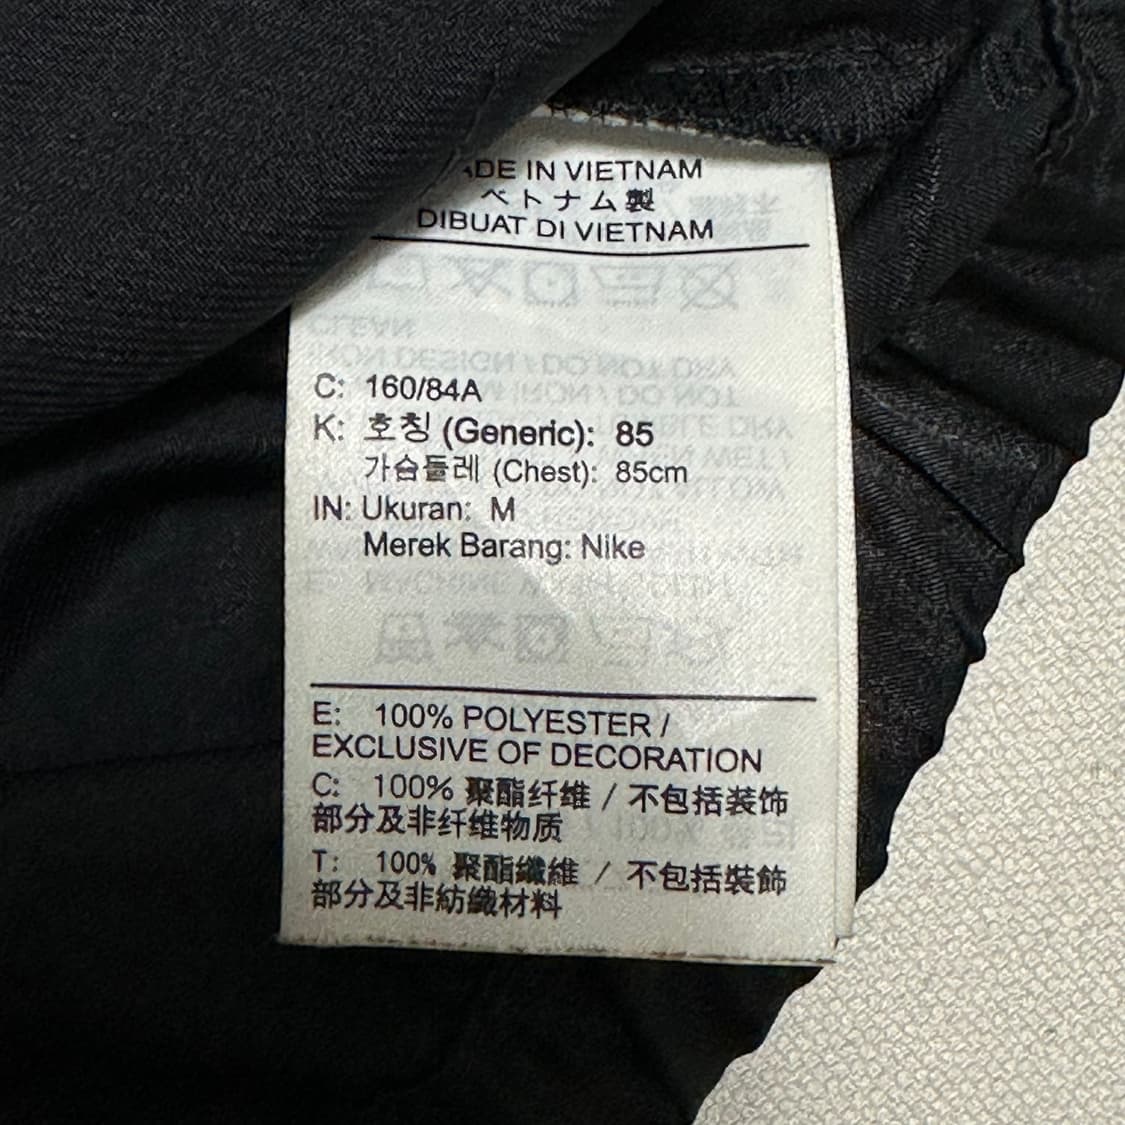 ADE IN VIETNAM
ベトナム製
DIBUAT DI VIETNAM
C: 160/84A
K: 호칭 (Generic): 85
가슴둘레 (Chest): 85cm
IN: Ukuran: M
Merek Barang: Nike
E: 100% POLYESTER /
EXCLUSIVE OF DECORATION
C: 100% 聚酯纤维 / 不包括装饰
部分及非纤维物质
T: 100% 聚酯纖維 / 不包括裝飾
部分及非紡織材料